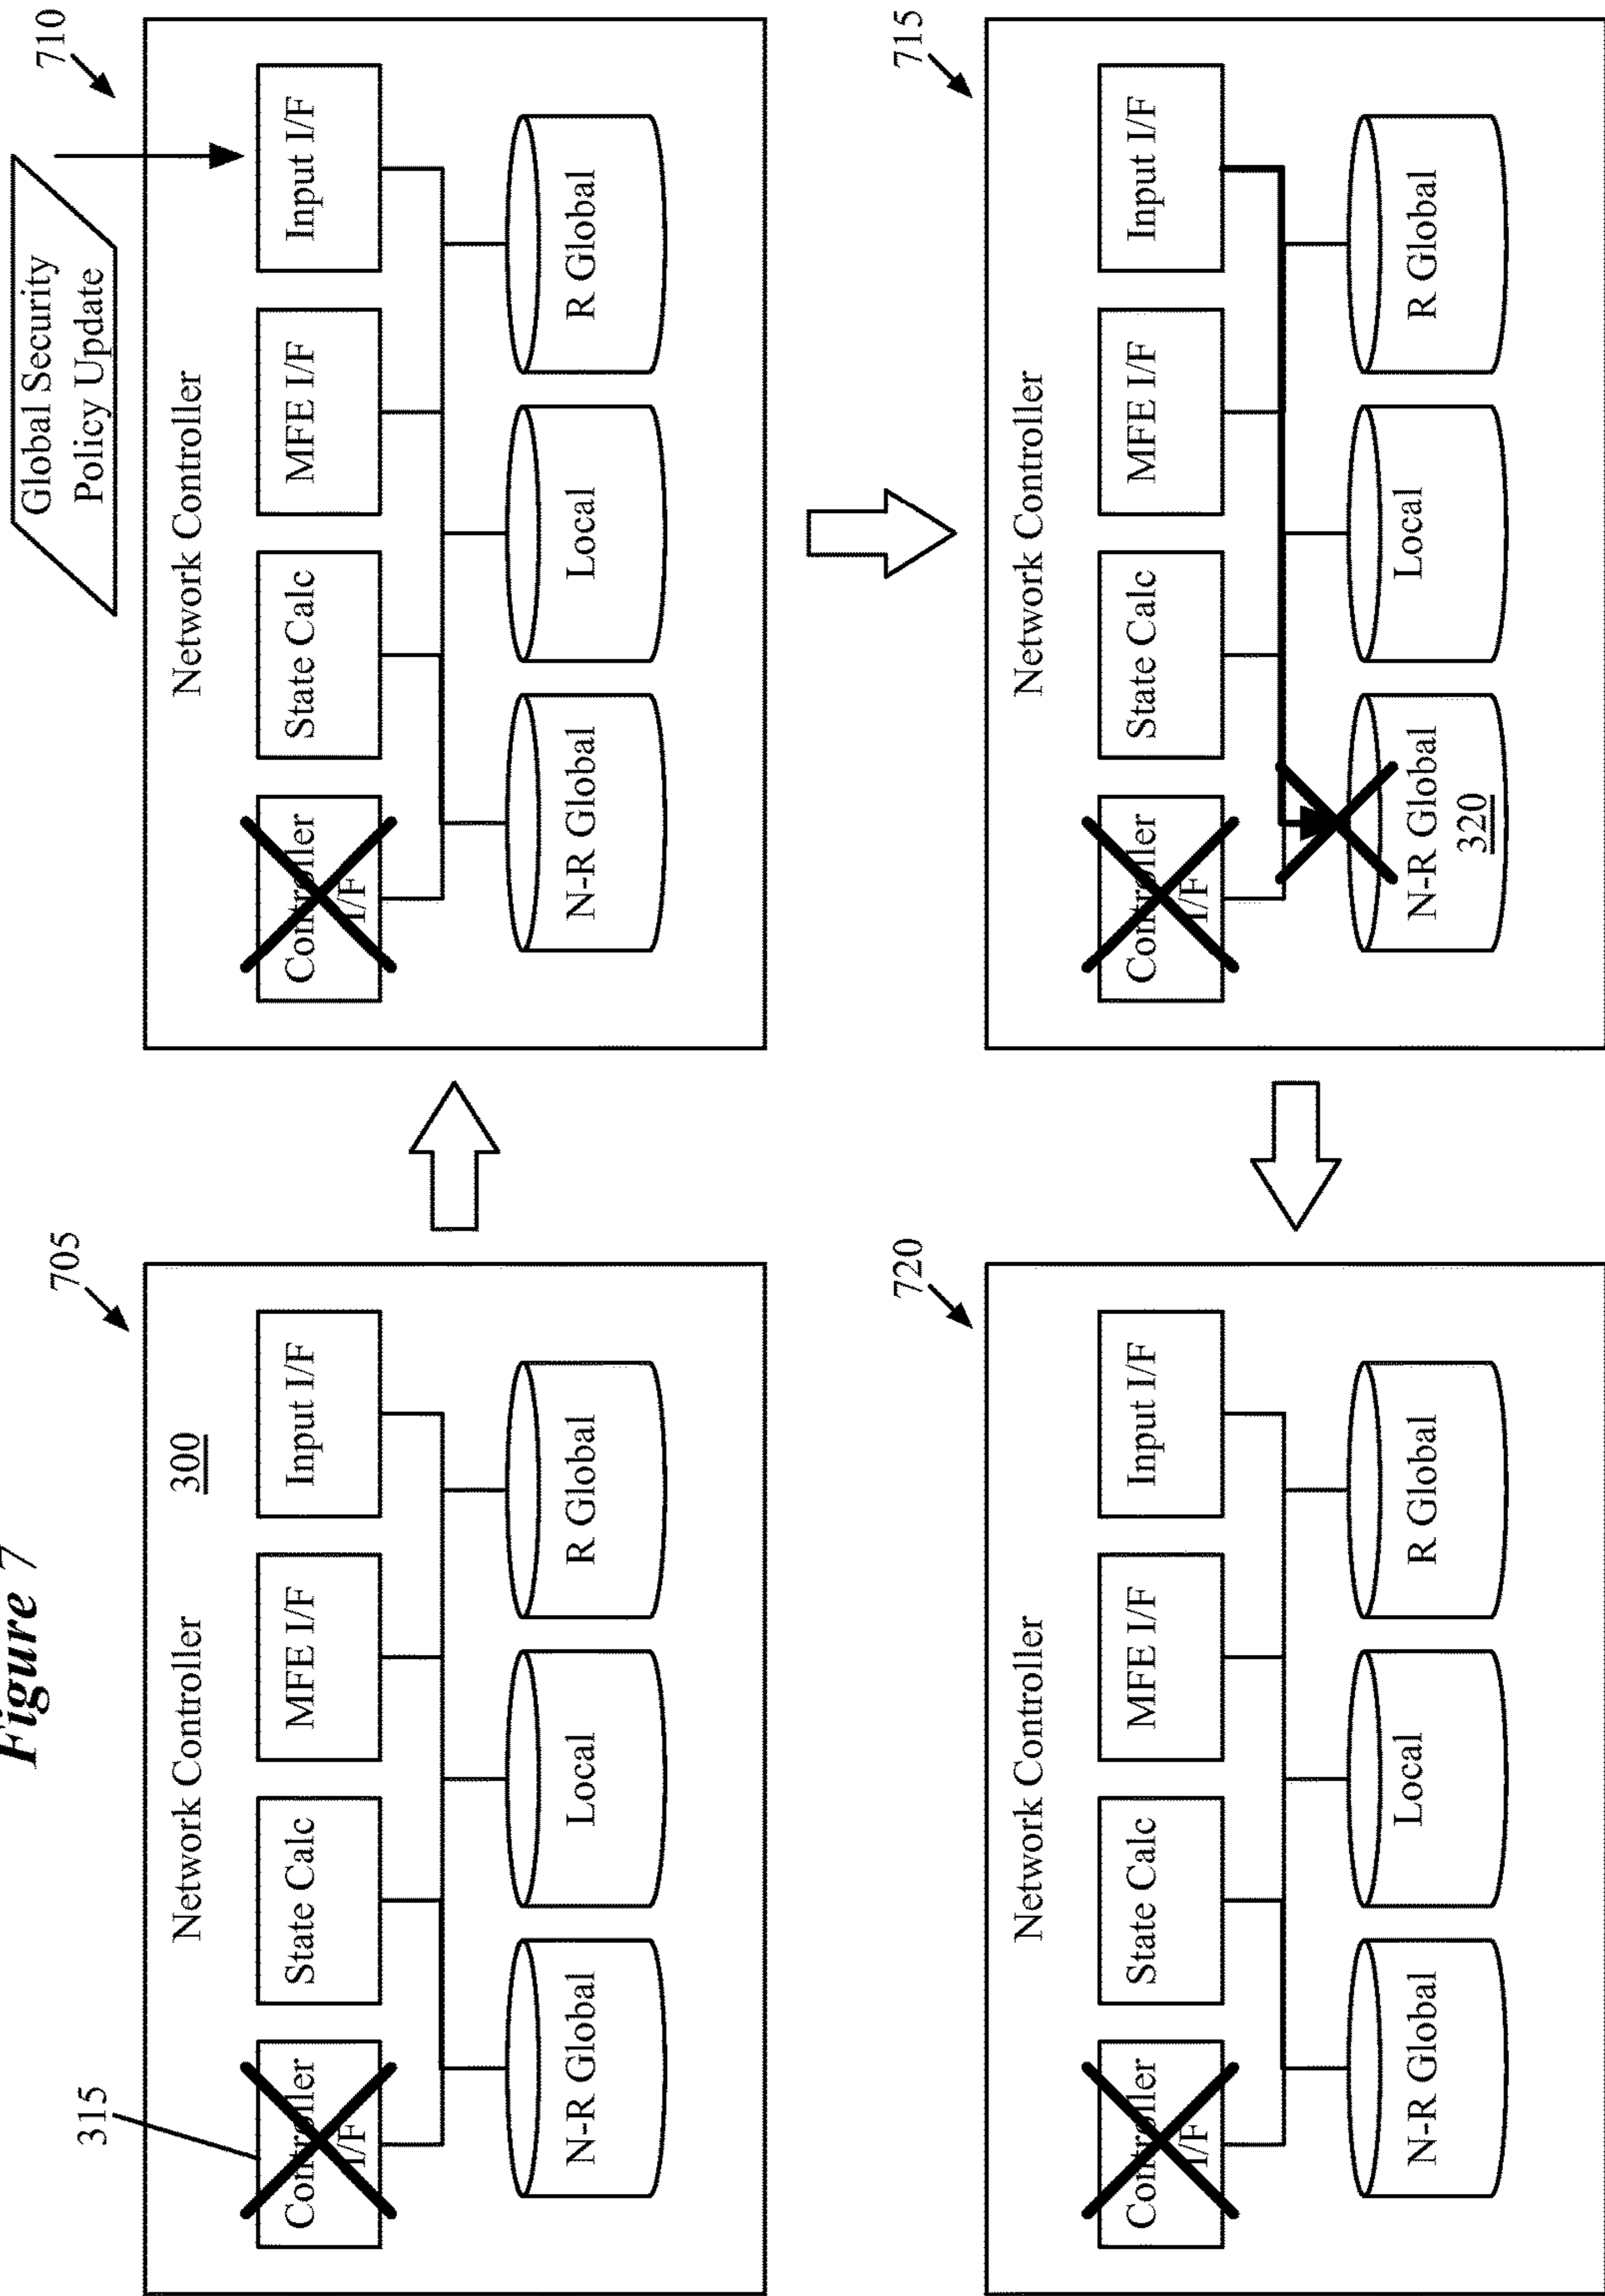 Figure 7
705
Network Controller
300
315
Controller
I/F
State Calc
MFE I/F
Input I/F
N-R Global
Local
R Global
Global Security
Policy Update
710
Network Controller
Controller
I/F
State Calc
MFE I/F
Input I/F
N-R Global
Local
R Global
720
Network Controller
Controller
I/F
State Calc
MFE I/F
Input I/F
N-R Global
Local
R Global
715
Network Controller
Controller
I/F
State Calc
MFE I/F
Input I/F
N-R Global
320
Local
R Global